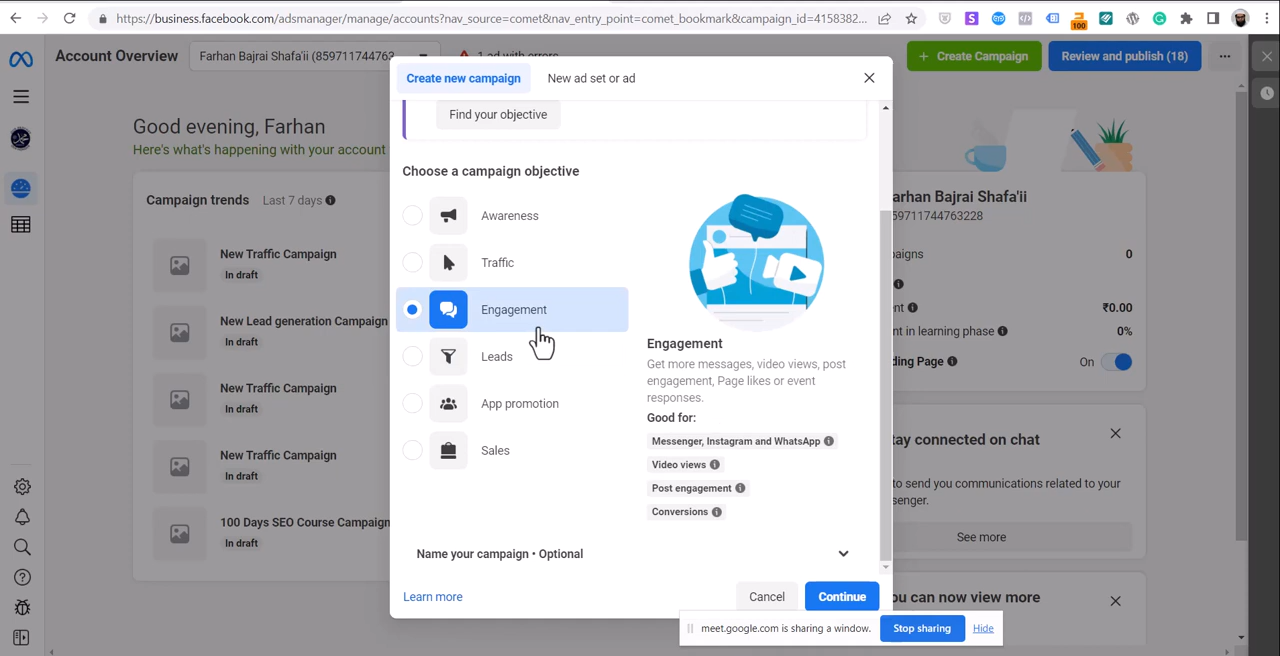 https://business.facebook.com/adsmanager/manage/accounts?nav_source=comet&nav_entry_point=comet_bookmark&campaign_id=4158382...
100
Account Overview
Farhan Bajrai Shafa'ii (859711744763
1 ad with errors
+ Create Campaign
Review and publish (18)
Create new campaign
New ad set or ad
Find your objective
Good evening, Farhan
Here's what's happening with your account
Campaign trends Last 7 days
New Traffic Campaign
In draft
New Lead generation Campaign
In draft
New Traffic Campaign
In draft
New Traffic Campaign
In draft
100 Days SEO Course Campaign
In draft
Choose a campaign objective
Awareness
Traffic
Engagement
Leads
App promotion
Sales
Engagement
Get more messages, video views, post
engagement, Page likes or event
responses.
Good for:
Messenger, Instagram and WhatsApp
Video views
Post engagement
Conversions
Name your campaign • Optional
Learn more
Cancel
Continue
arhan Bajrai Shafa'ii
59711744763228
aigns 0
nt ₹0.00
nt in learning phase 0%
ding Page On
tay connected on chat
to send you communications related to your
senger.
See more
ou can now view more
meet.google.com is sharing a window.
Stop sharing
Hide